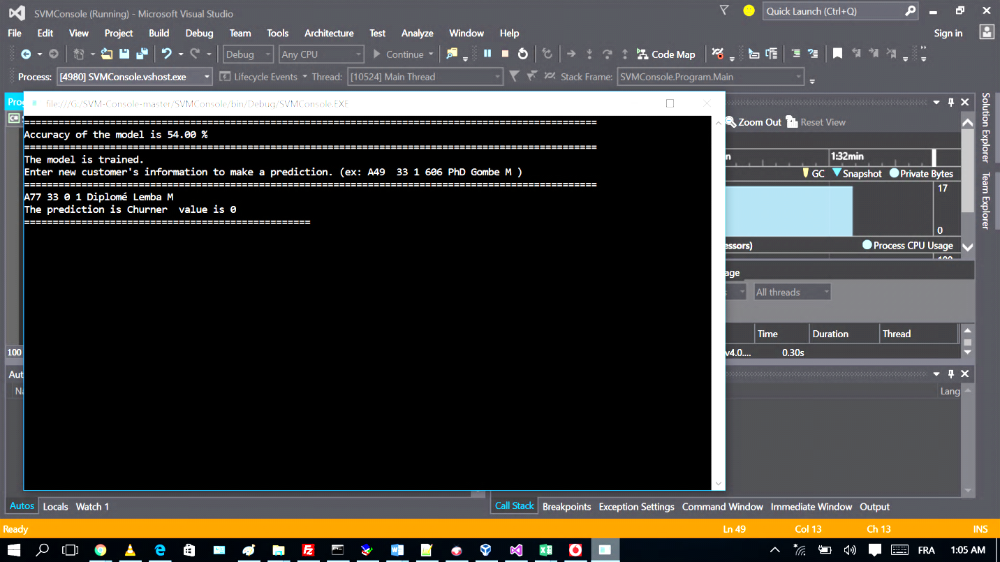 SVMConsole (Running) - Microsoft Visual Studio
Quick Launch (Ctrl+Q)
File Edit View Project Build Debug Team Tools Architecture Test Analyze Window Help
Sign in
Debug Any CPU Continue Code Map
Process: [4980] SVMConsole.vshost.exe Lifecycle Events Thread: [10524] Main Thread Stack Frame: SVMConsole.Program.Main
file:///G:/SVM-Console-master/SVMConsole/bin/Debug/SVMConsole.EXE
====================================================================================================
Accuracy of the model is 54.00 %
====================================================================================================
The model is trained.
Enter new customer's information to make a prediction. (ex: A49  33 1 606 PhD Gombe M )
====================================================================================================
A77 33 0 1 Diplomé Lemba M
The prediction is Churner  value is 0
==================================================
Zoom Out Reset View
1:32min
GC Snapshot Private Bytes
17
0
Process CPU Usage
All threads
Time Duration Thread
v4.0.... 0.30s
100
Lang
Solution Explorer
Team Explorer
Autos Locals Watch 1
Call Stack Breakpoints Exception Settings Command Window Immediate Window Output
Ready Ln 49 Col 13 Ch 13 INS
FRA 1:05 AM